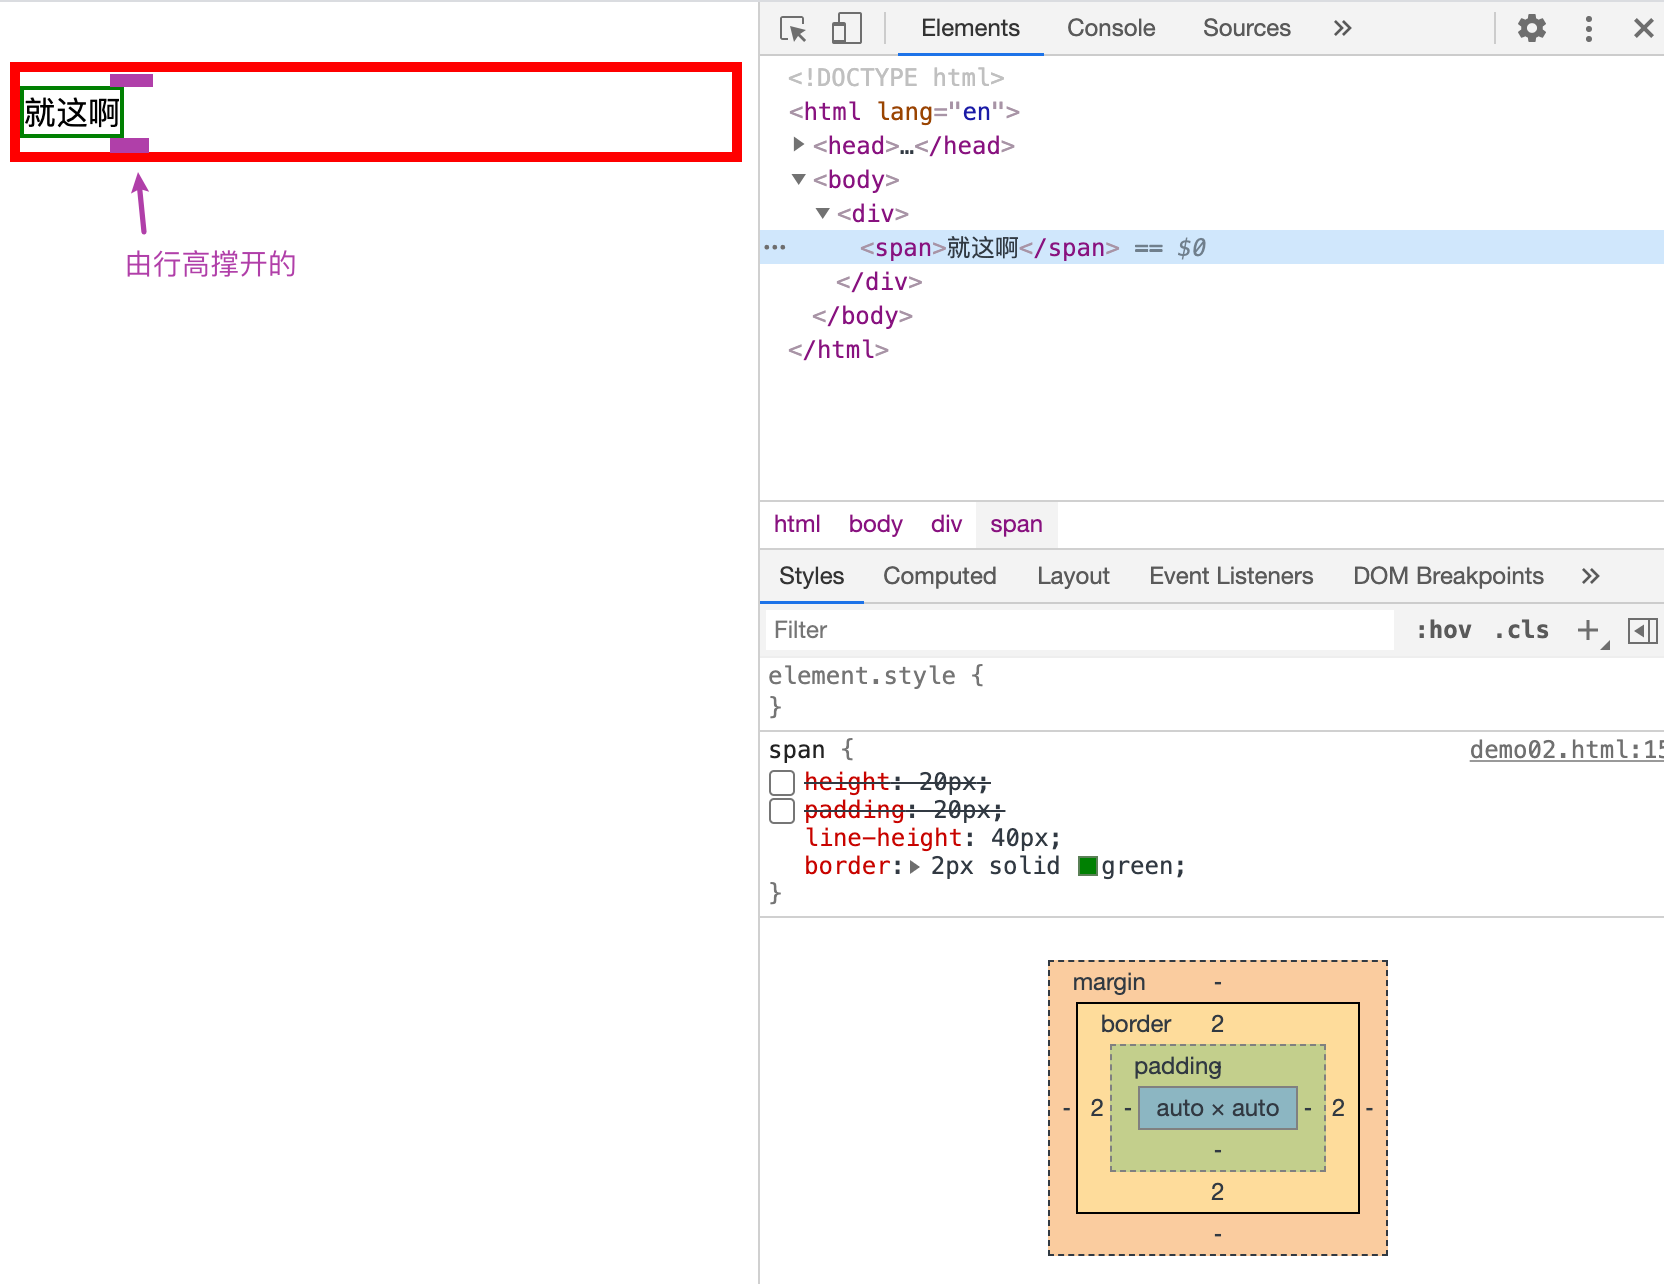 就这啊
由行高撑开的
Elements Console Sources
<!DOCTYPE html>
<html lang="en">
<head>…</head>
<body>
<div>
<span>就这啊</span> == $0
</div>
</body>
</html>
html body div span
Styles Computed Layout Event Listeners DOM Breakpoints
Filter :hov .cls
element.style {
}
span { demo02.html:15
height: 20px;
padding: 20px;
line-height: 40px;
border: 2px solid green;
}
margin -
border 2
padding -
- 2 - auto × auto - 2 -
-
2
-